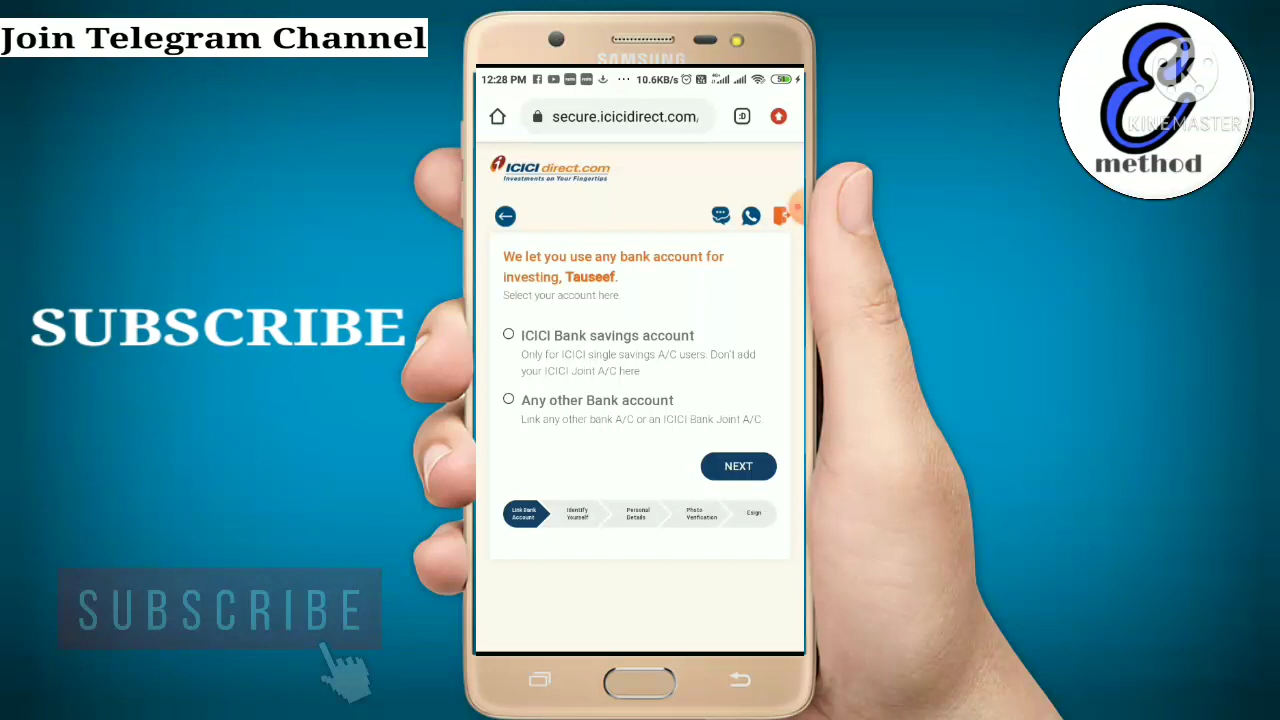 Join Telegram Channel
SUBSCRIBE
SUBSCRIBE
SAMSUNG
12:28 PM
10.6KB/s
secure.icicidirect.com
ICICI direct.com
Investments on Your Fingertips
We let you use any bank account for
investing, Tauseef.
Select your account here.
ICICI Bank savings account
Only for ICICI single savings A/C users. Don't add
your ICICI Joint A/C here
Any other Bank account
Link any other bank A/C or an ICICI Bank Joint A/C.
NEXT
Link Bank
Account
Identify
Yourself
Personal
Details
Photo
Verification
Esign
KINEMASTER
method